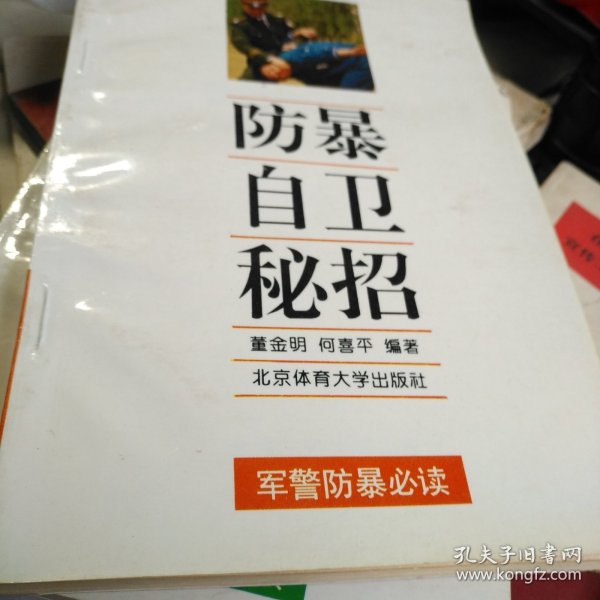 防暴
自卫
秘招
董金明 何喜平 编著
北京体育大学出版社
军警防暴必读
宣传
孔夫子旧书网
www.kongfz.com